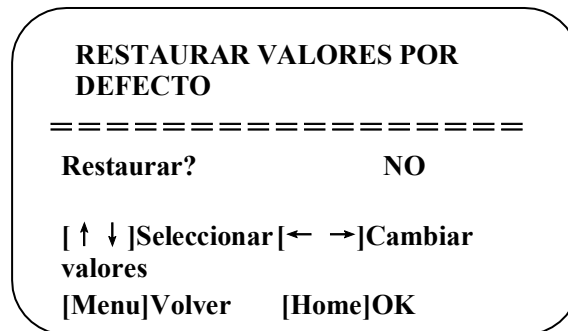 RESTAURAR VALORES POR
DEFECTO
==================
Restaurar? NO
[ ↑ ↓ ]Seleccionar[← →]Cambiar
valores
[Menu]Volver [Home]OK